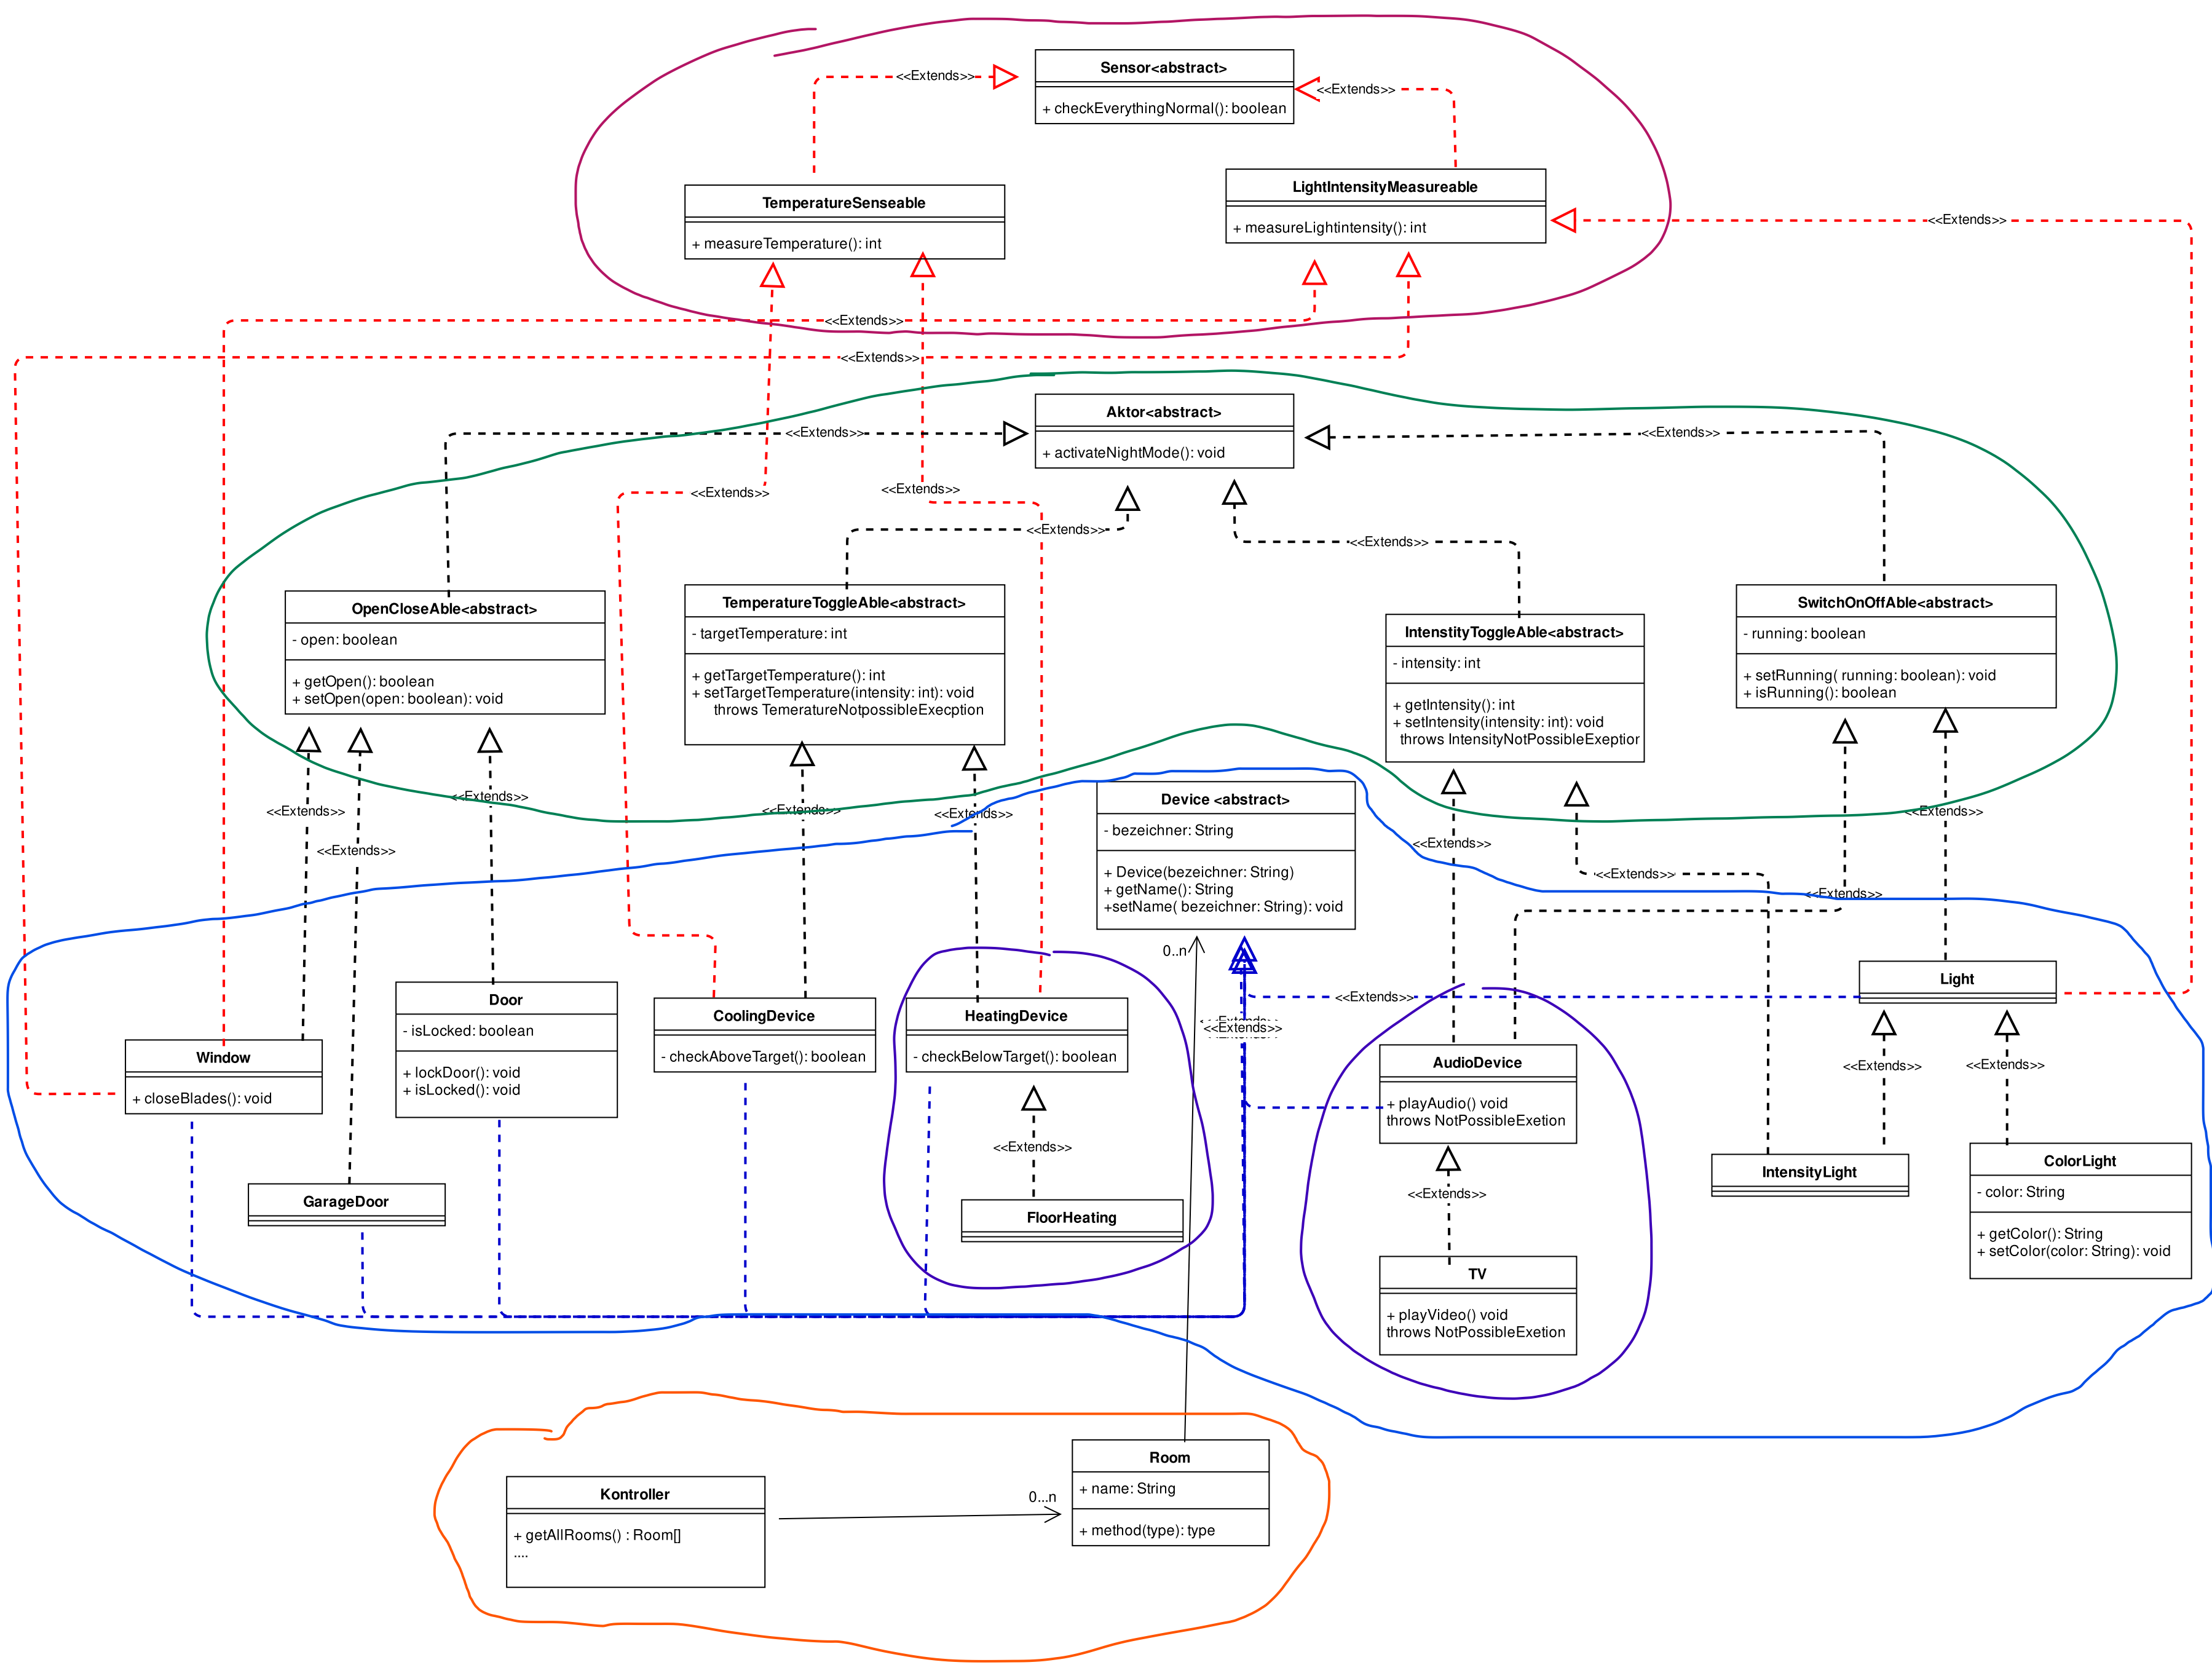 <<Extends>>
Sensor<abstract>
+ checkEverythingNormal(): boolean
<<Extends>>
TemperatureSenseable
+ measureTemperature(): int
LightIntensityMeasureable
+ measureLightintensity(): int
<<Extends>>
<<Extends>>
<<Extends>>
<<Extends>>
Aktor<abstract>
+ activateNightMode(): void
<<Extends>>
<<Extends>>
<<Extends>>
<<Extends>>
<<Extends>>
OpenCloseAble<abstract>
- open: boolean
+ getOpen(): boolean
+ setOpen(open: boolean): void
TemperatureToggleAble<abstract>
- targetTemperature: int
+ getTargetTemperature(): int
+ setTargetTemperature(intensity: int): void
throws TemeratureNotpossibleExecption
IntenstityToggleAble<abstract>
- intensity: int
+ getIntensity(): int
+ setIntensity(intensity: int): void
throws IntensityNotPossibleExeptior
SwitchOnOffAble<abstract>
- running: boolean
+ setRunning( running: boolean): void
+ isRunning(): boolean
<<Extends>>
<<Extends>>
<<Extends>>
<<Extends>>
<<Extends>>
<<Extends>>
<<Extends>>
<<Extends>>
<<Extends>>
Device <abstract>
- bezeichner: String
+ Device(bezeichner: String)
+ getName(): String
+setName( bezeichner: String): void
0..n
<<Extends>>
<<Extends>>
Light
Window
+ closeBlades(): void
Door
- isLocked: boolean
+ lockDoor(): void
+ isLocked(): void
CoolingDevice
- checkAboveTarget(): boolean
HeatingDevice
- checkBelowTarget(): boolean
AudioDevice
+ playAudio() void
throws NotPossibleExetion
<<Extends>>
<<Extends>>
<<Extends>>
<<Extends>>
GarageDoor
FloorHeating
IntensityLight
ColorLight
- color: String
+ getColor(): String
+ setColor(color: String): void
TV
+ playVideo() void
throws NotPossibleExetion
Kontroller
+ getAllRooms() : Room[]
....
0...n
Room
+ name: String
+ method(type): type